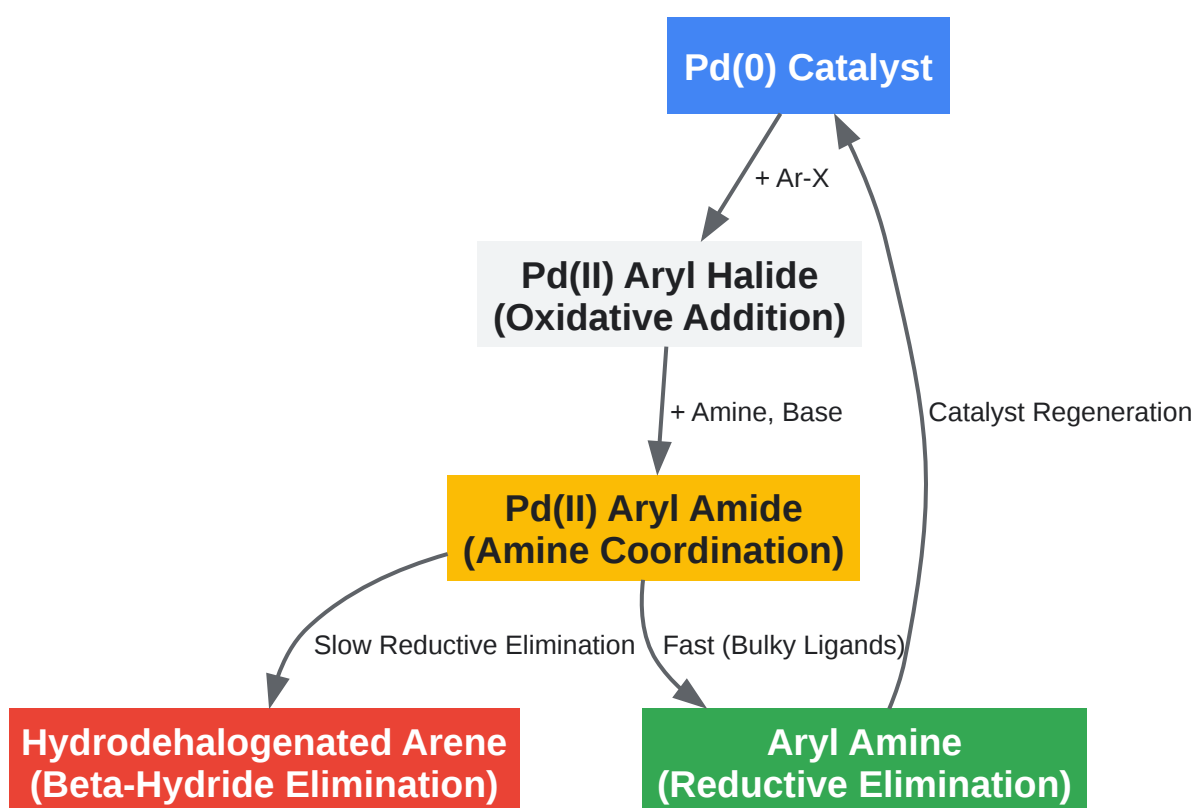 Pd(0) Catalyst
+ Ar-X
Pd(II) Aryl Halide
(Oxidative Addition)
+ Amine, Base
Catalyst Regeneration
Pd(II) Aryl Amide
(Amine Coordination)
Slow Reductive Elimination
Fast (Bulky Ligands)
Hydrodehalogenated Arene
(Beta-Hydride Elimination)
Aryl Amine
(Reductive Elimination)